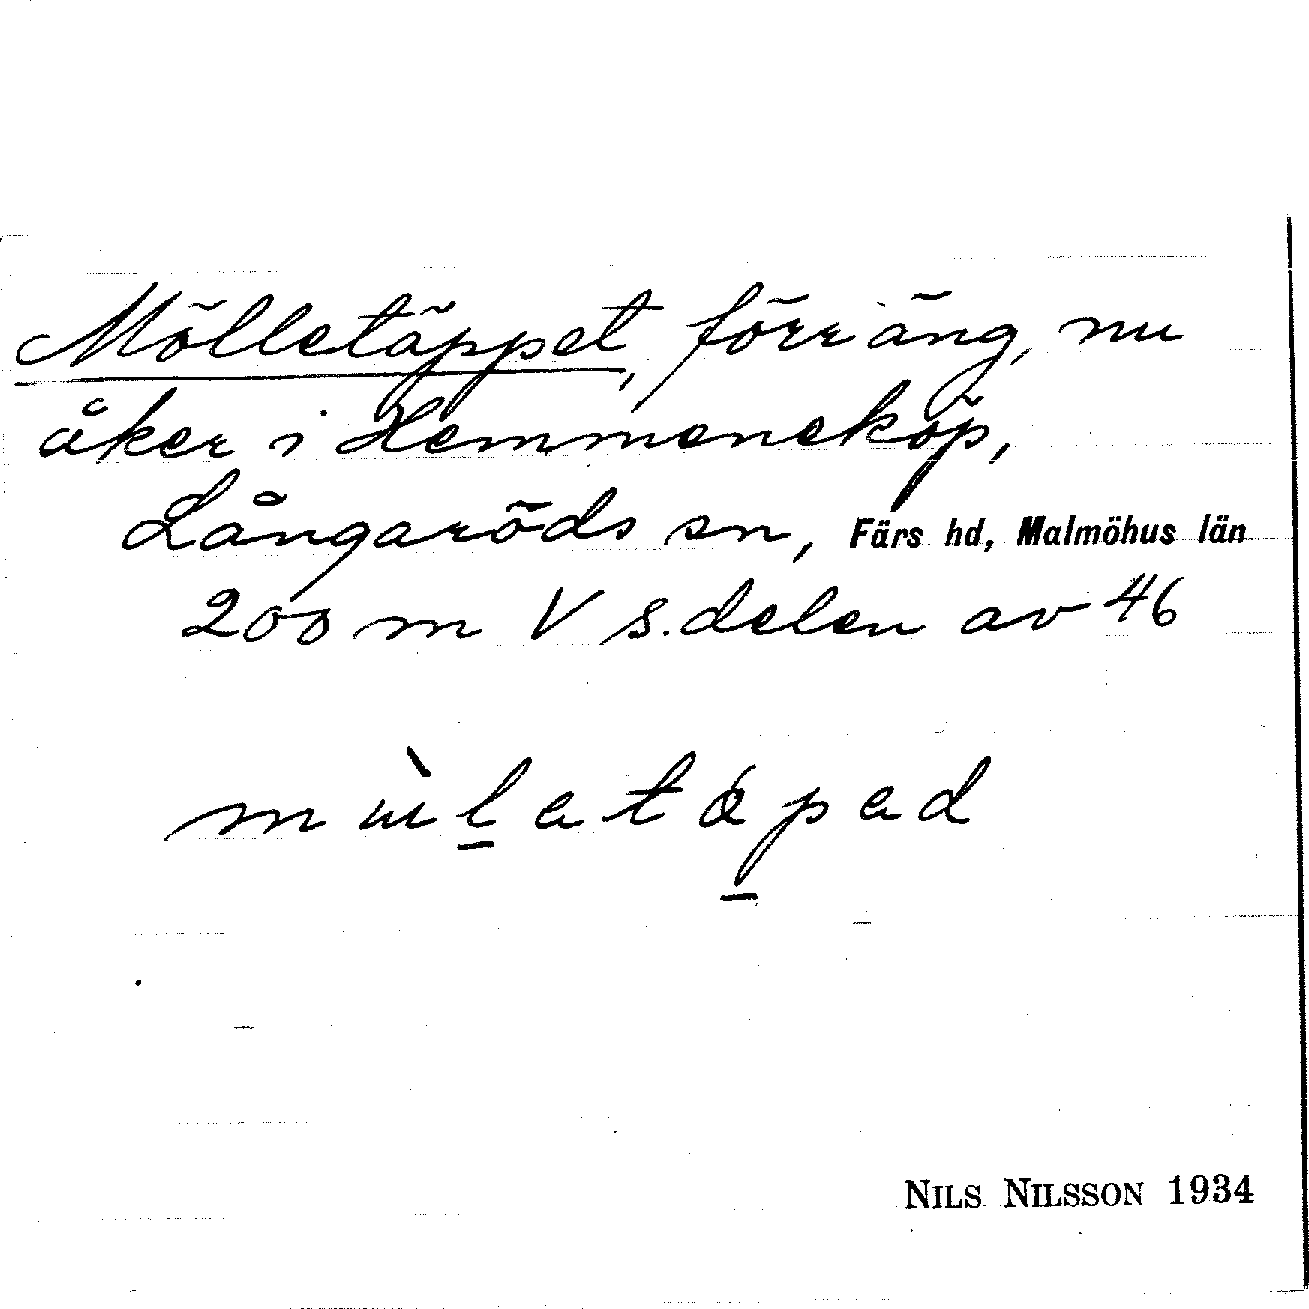 Mölletäppet, förr äng, nu
åker i Hemmeneköp,
Långaröds sn, Färs hd, Malmöhus län
200 m V s. delen av 46
NILS NILSSON 1934